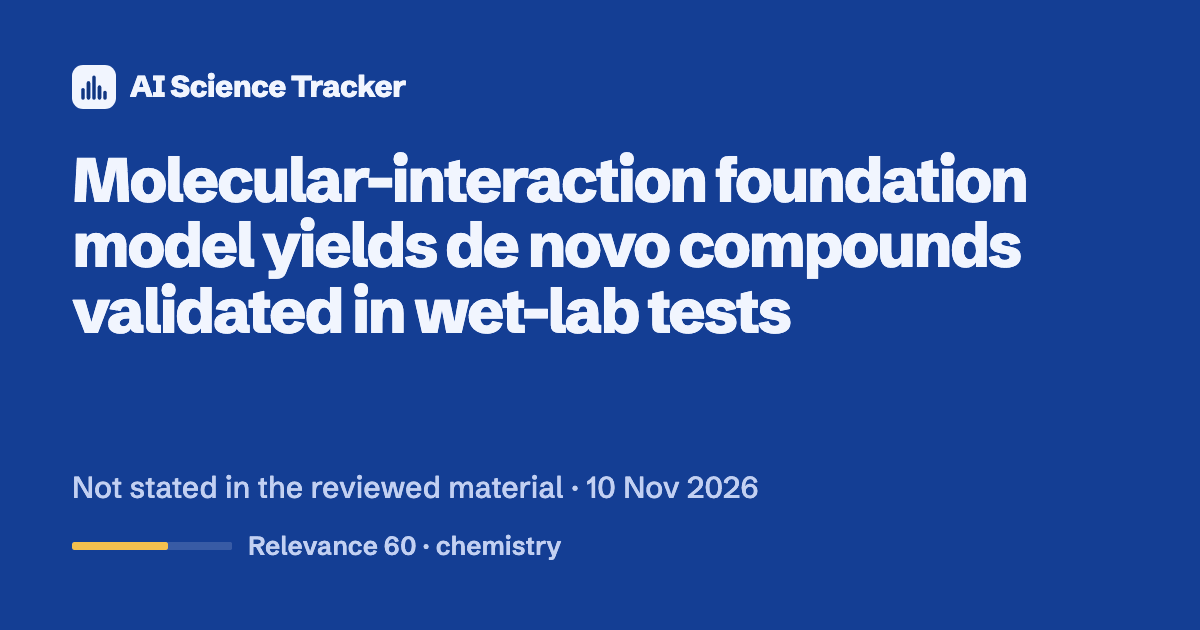 AI Science Tracker
Molecular-interaction foundation
model yields de novo compounds
validated in wet-lab tests
Not stated in the reviewed material · 10 Nov 2026
Relevance 60 · chemistry